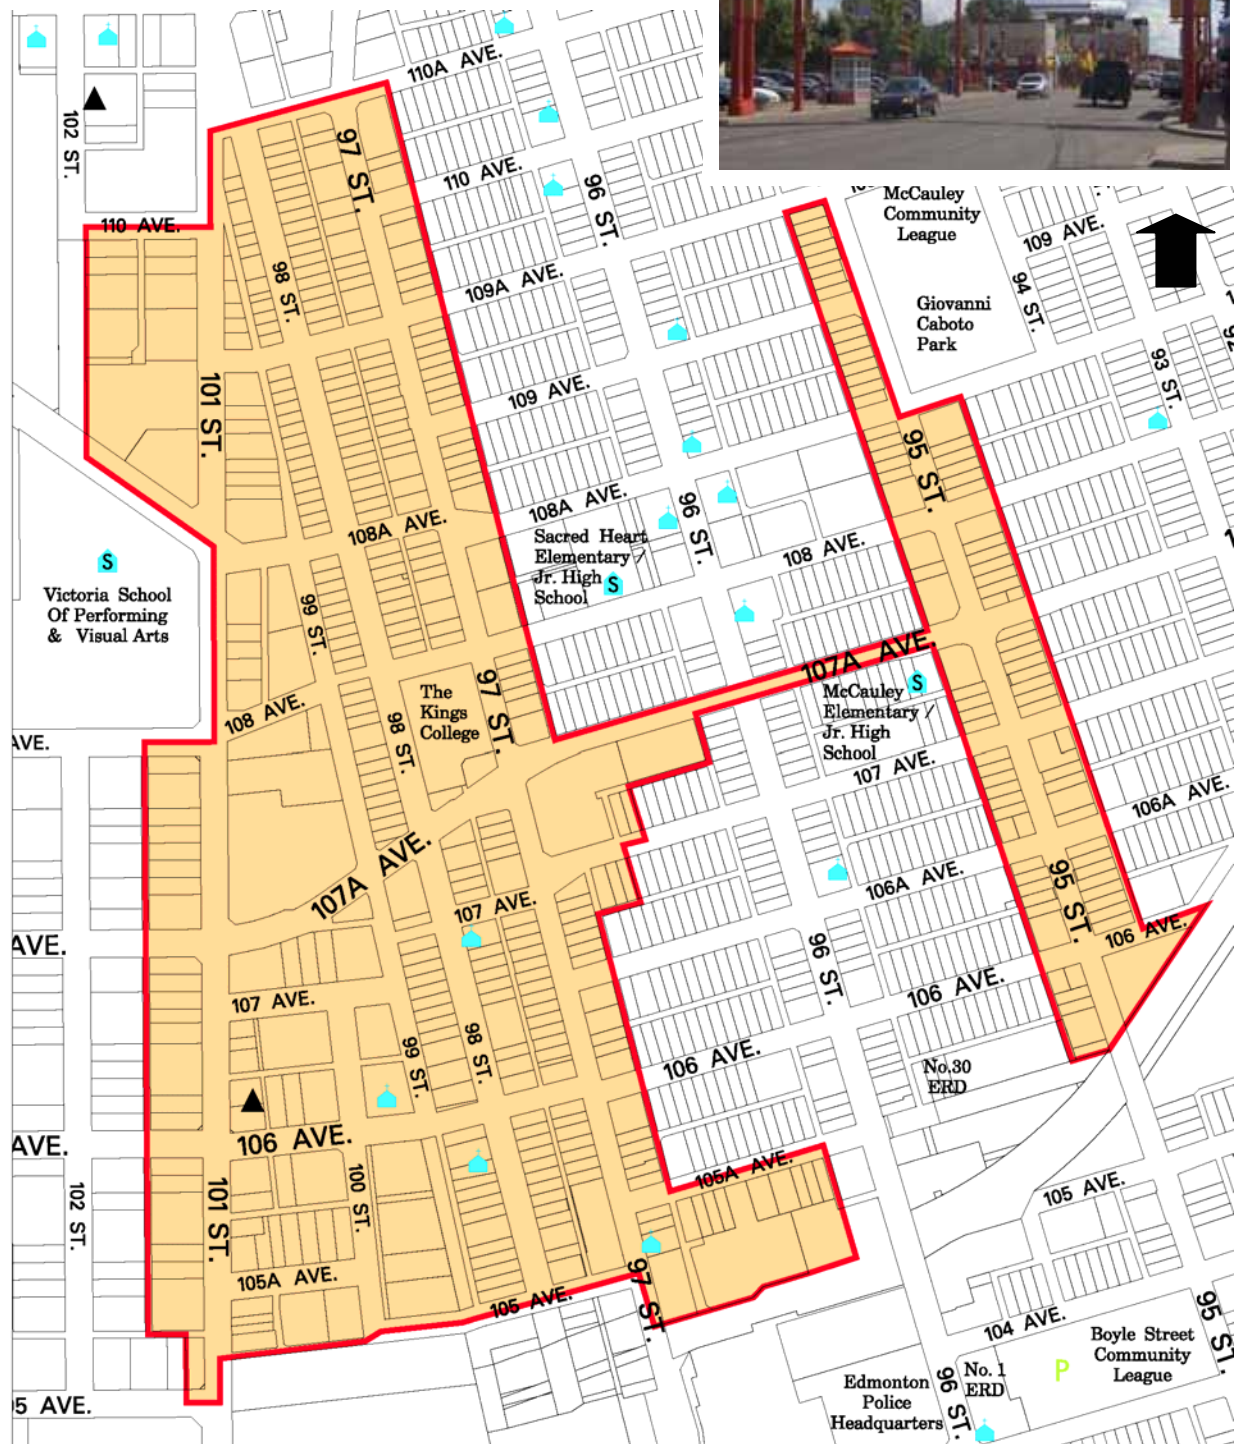 110A AVE.
102 ST.
97 ST.
110 AVE.
96 ST.
McCauley
Community
League
109 AVE.
110 AVE.
98 ST.
109A AVE.
94 ST.
Giovanni
Caboto
Park
93 ST.
101 ST.
109 AVE.
95 ST.
108A AVE.
108A AVE.
96 ST.
Sacred Heart
Elementary /
Jr. High
School
S
108 AVE.
S
Victoria School
Of Performing
& Visual Arts
99 ST.
107A AVE.
S
The
Kings
College
97 ST.
McCauley
Elementary /
Jr. High
School
108 AVE.
98 ST.
AVE.
107 AVE.
106A AVE.
107A AVE.
106A AVE.
95 ST.
107 AVE.
106 AVE.
AVE.
96 ST.
107 AVE.
106 AVE.
99 ST.
98 ST.
106 AVE.
No.30
ERD
106 AVE.
AVE.
105A AVE.
100 ST.
102 ST.
101 ST.
105 AVE.
105A AVE.
97 ST.
105 AVE.
104 AVE.
95 ST.
Boyle Street
Community
League
P
No. 1
ERD
96 ST.
Edmonton
Police
Headquarters
05 AVE.